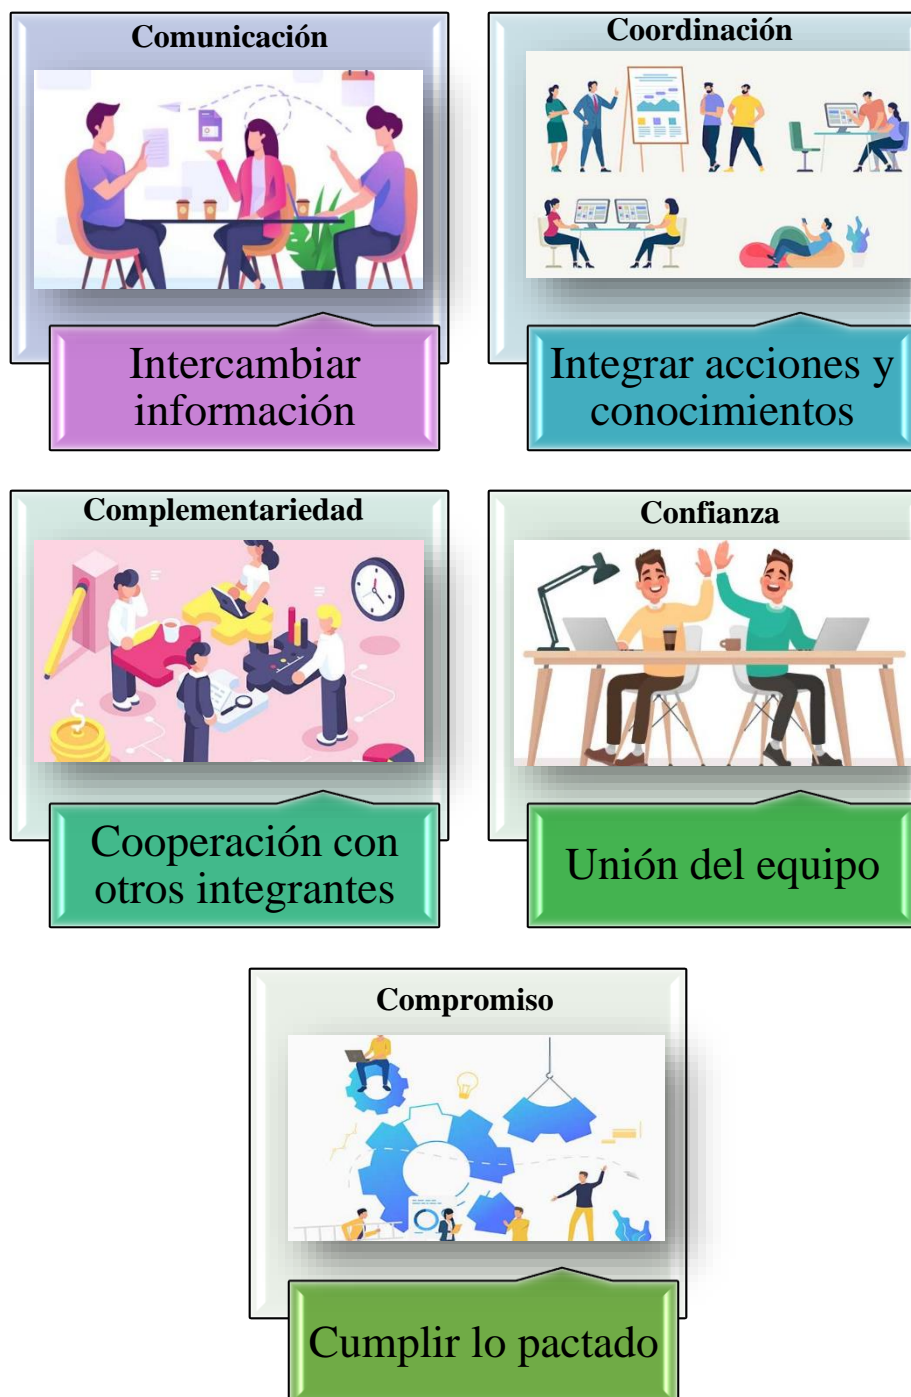 Comunicación
Intercambiar
información
Coordinación
Integrar acciones y
conocimientos
Complementariedad
Cooperación con
otros integrantes
Confianza
Unión del equipo
Compromiso
Cumplir lo pactado